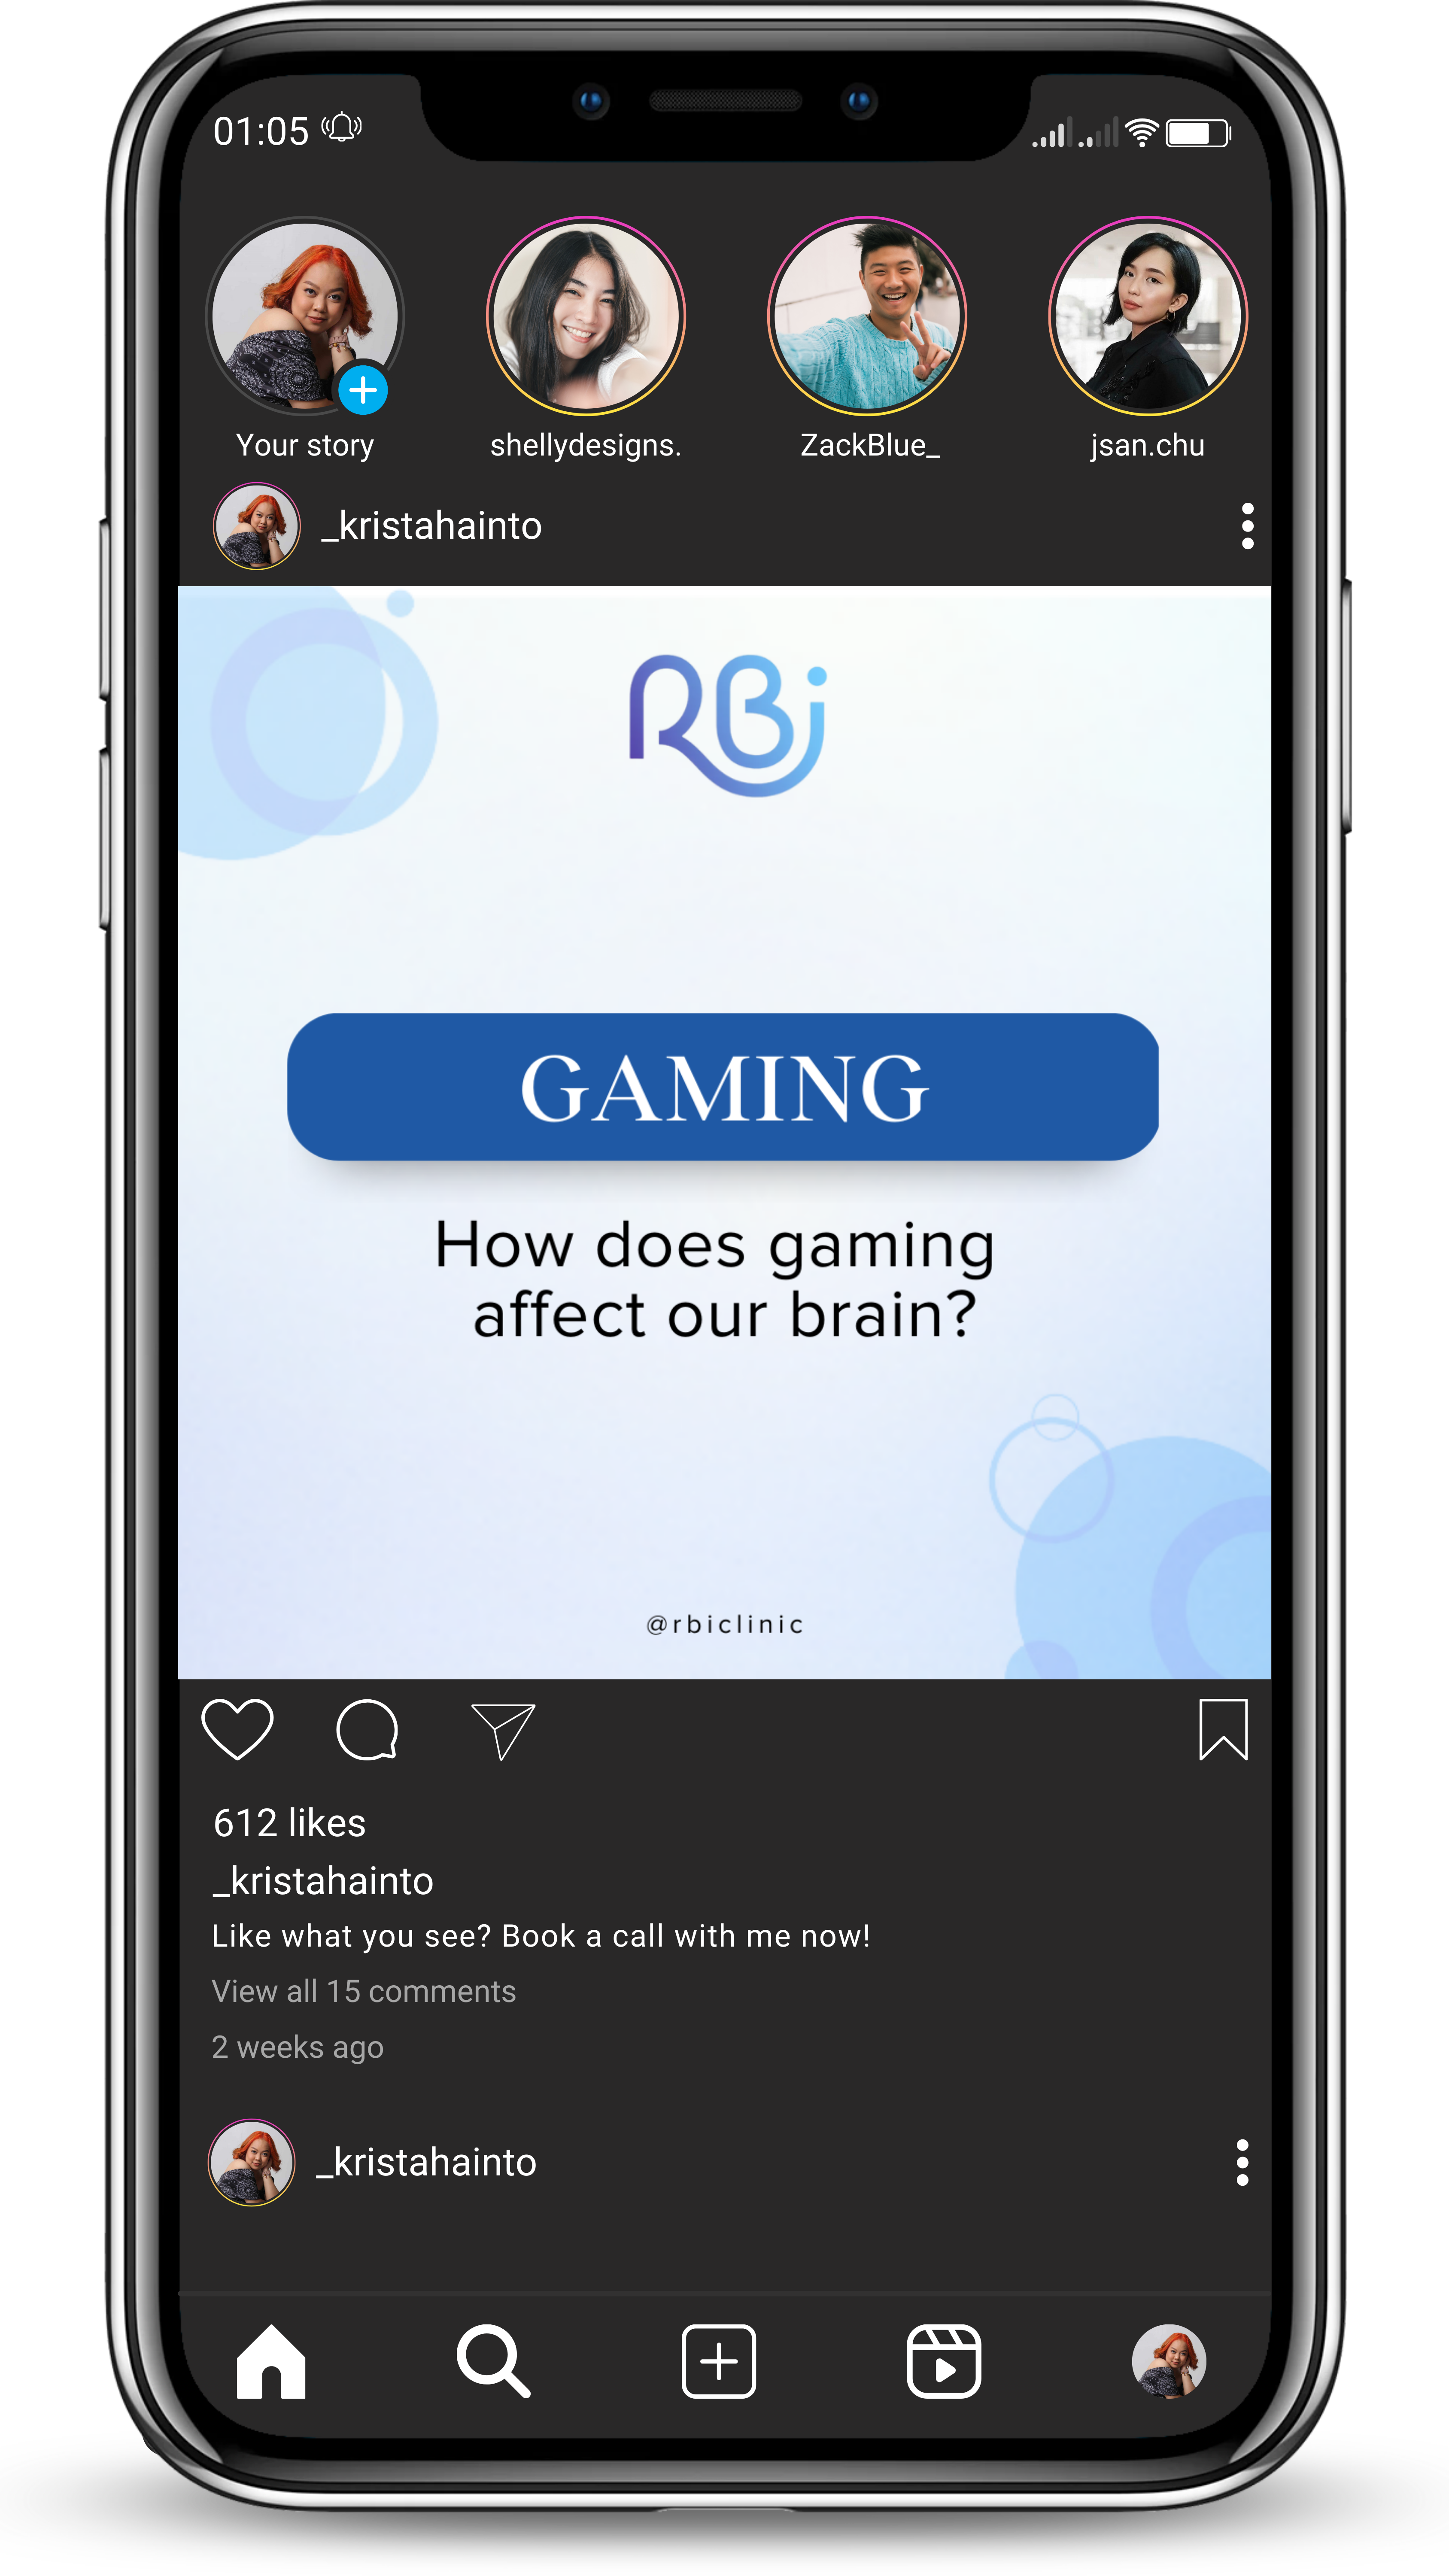 01:05
Your story
shellydesigns.
ZackBlue_
jsan.chu
_kristahainto
RBi
GAMING
How does gaming
affect our brain?
@rbiclinic
612 likes
_kristahainto
Like what you see? Book a call with me now!
View all 15 comments
2 weeks ago
_kristahainto